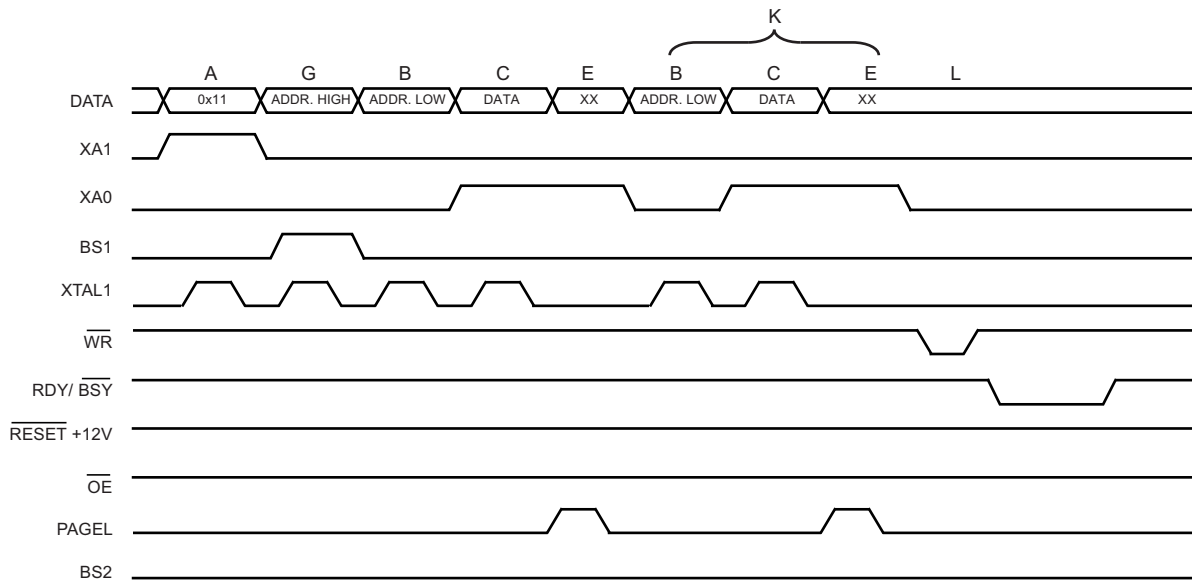 K
A G B C E B C E L
DATA 0x11 ADDR. HIGH ADDR. LOW DATA XX ADDR. LOW DATA XX
XA1
XA0
BS1
XTAL1
WR
RDY/ BSY
RESET +12V
OE
PAGEL
BS2